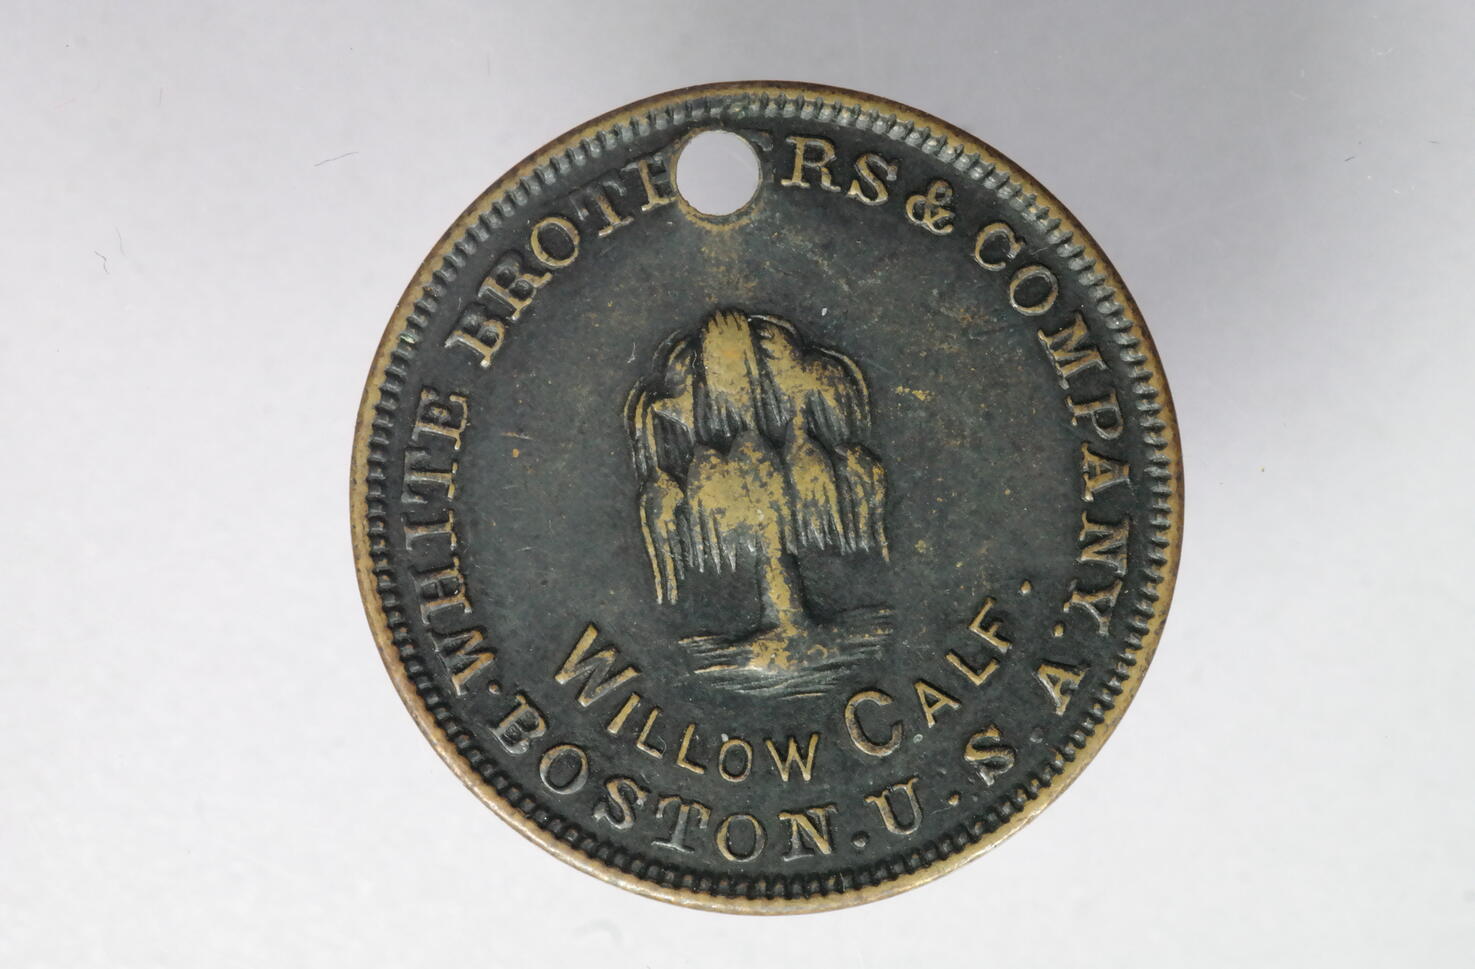 WHITE BROTHERS & COMPANY.
WILLOW CALF.
BOSTON. U. S. A.